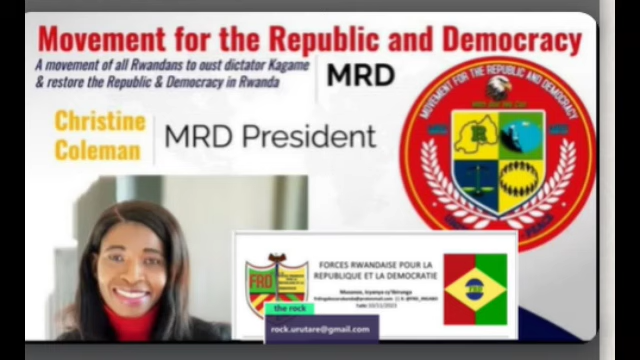 Movement for the Republic and Democracy
A movement of all Rwandans to oust dictator Kagame
& restore the Republic & Democracy in Rwanda
MRD
Christine
Coleman
MRD President
MOVEMENT FOR THE REPUBLIC AND DEMOCRACY
R
PEACE
FRD
FORCES RWANDAISE POUR LA
REPUBLIQUE ET LA DEMOCRATIE
FRD
the rock
rock.urutare@gmail.com